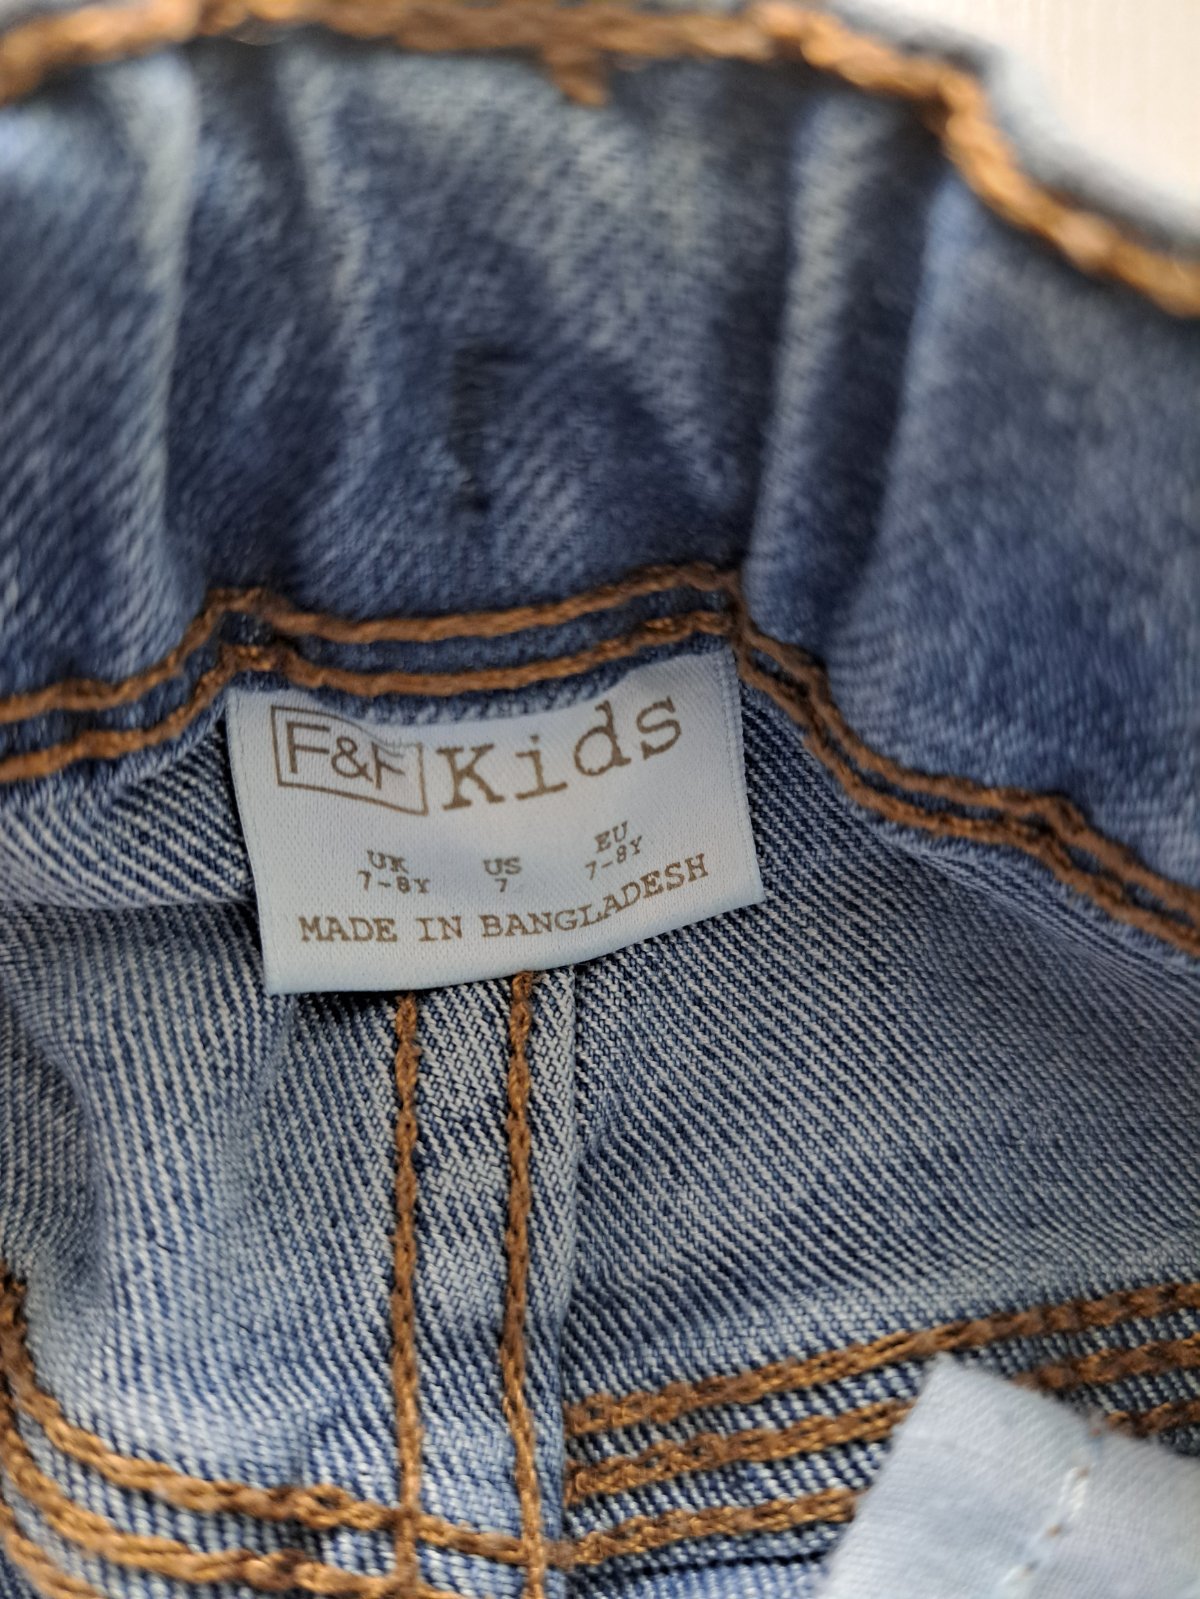 F&F Kids
UK US EU
7-8Y 7 7-8Y
MADE IN BANGLADESH